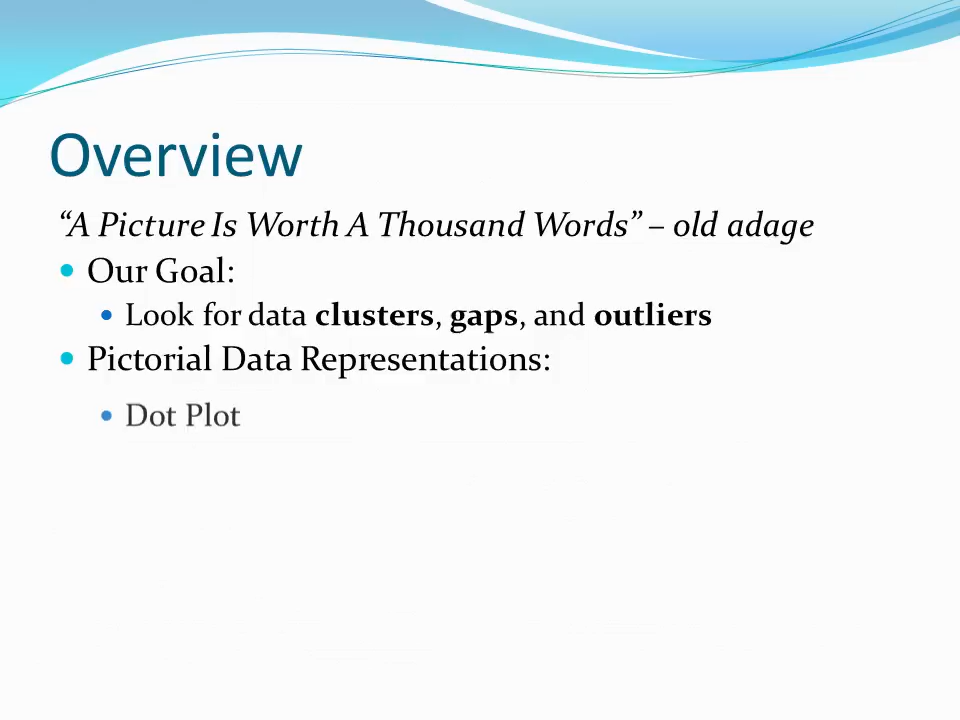 Overview
“A Picture Is Worth A Thousand Words” – old adage
Our Goal:
Look for data clusters, gaps, and outliers
Pictorial Data Representations:
Dot Plot